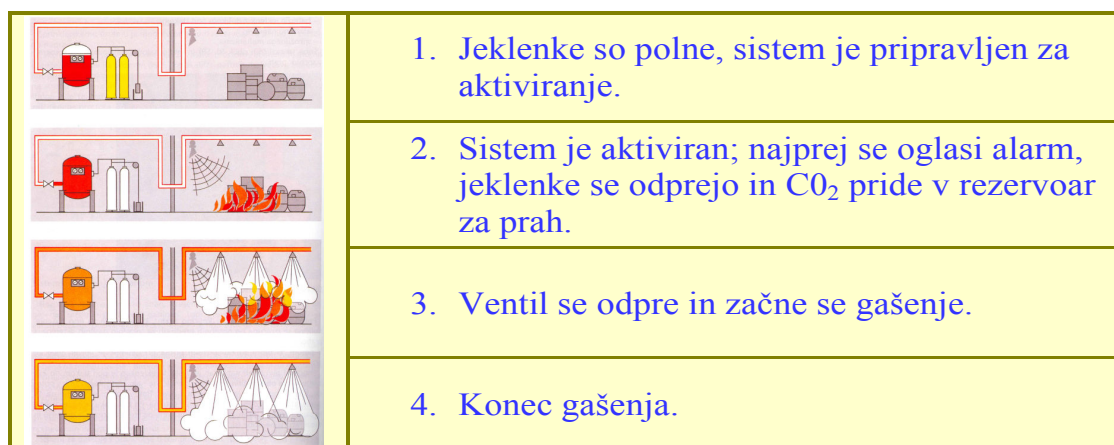 1. Jeklenke so polne, sistem je pripravljen za
aktiviranje.
2. Sistem je aktiviran; najprej se oglasi alarm,
jeklenke se odprejo in C0₂ pride v rezervoar
za prah.
3. Ventil se odpre in začne se gašenje.
4. Konec gašenja.